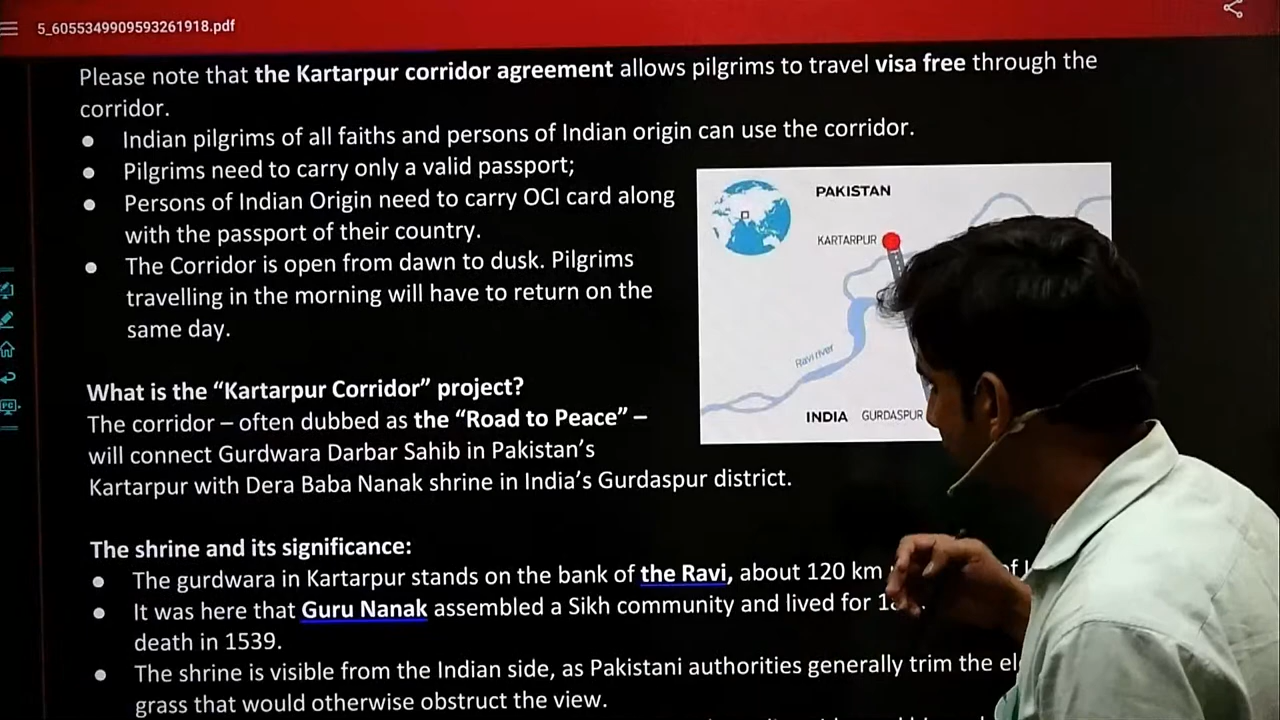 5_6055349909593261918.pdf
Please note that the Kartarpur corridor agreement allows pilgrims to travel visa free through the
corridor.
● Indian pilgrims of all faiths and persons of Indian origin can use the corridor.
● Pilgrims need to carry only a valid passport;
● Persons of Indian Origin need to carry OCI card along
with the passport of their country.
● The Corridor is open from dawn to dusk. Pilgrims
travelling in the morning will have to return on the
same day.
PAKISTAN
KARTARPUR
Ravi river
INDIA GURDASPUR
What is the “Kartarpur Corridor” project?
The corridor – often dubbed as the “Road to Peace” –
will connect Gurdwara Darbar Sahib in Pakistan’s
Kartarpur with Dera Baba Nanak shrine in India’s Gurdaspur district.
The shrine and its significance:
● The gurdwara in Kartarpur stands on the bank of the Ravi, about 120 km
● It was here that Guru Nanak assembled a Sikh community and lived for
death in 1539.
● The shrine is visible from the Indian side, as Pakistani authorities generally trim the
grass that would otherwise obstruct the view.